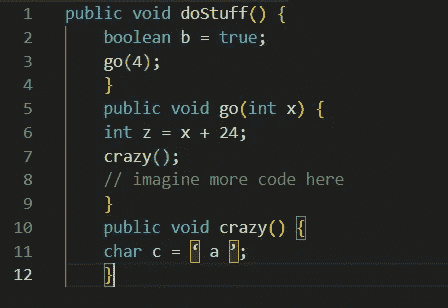 1 public void doStuff() {
2 boolean b = true;
3 go(4);
4 }
5 public void go(int x) {
6 int z = x + 24;
7 crazy();
8 // imagine more code here
9 }
10 public void crazy() {
11 char c = ‘ a ’;
12 }